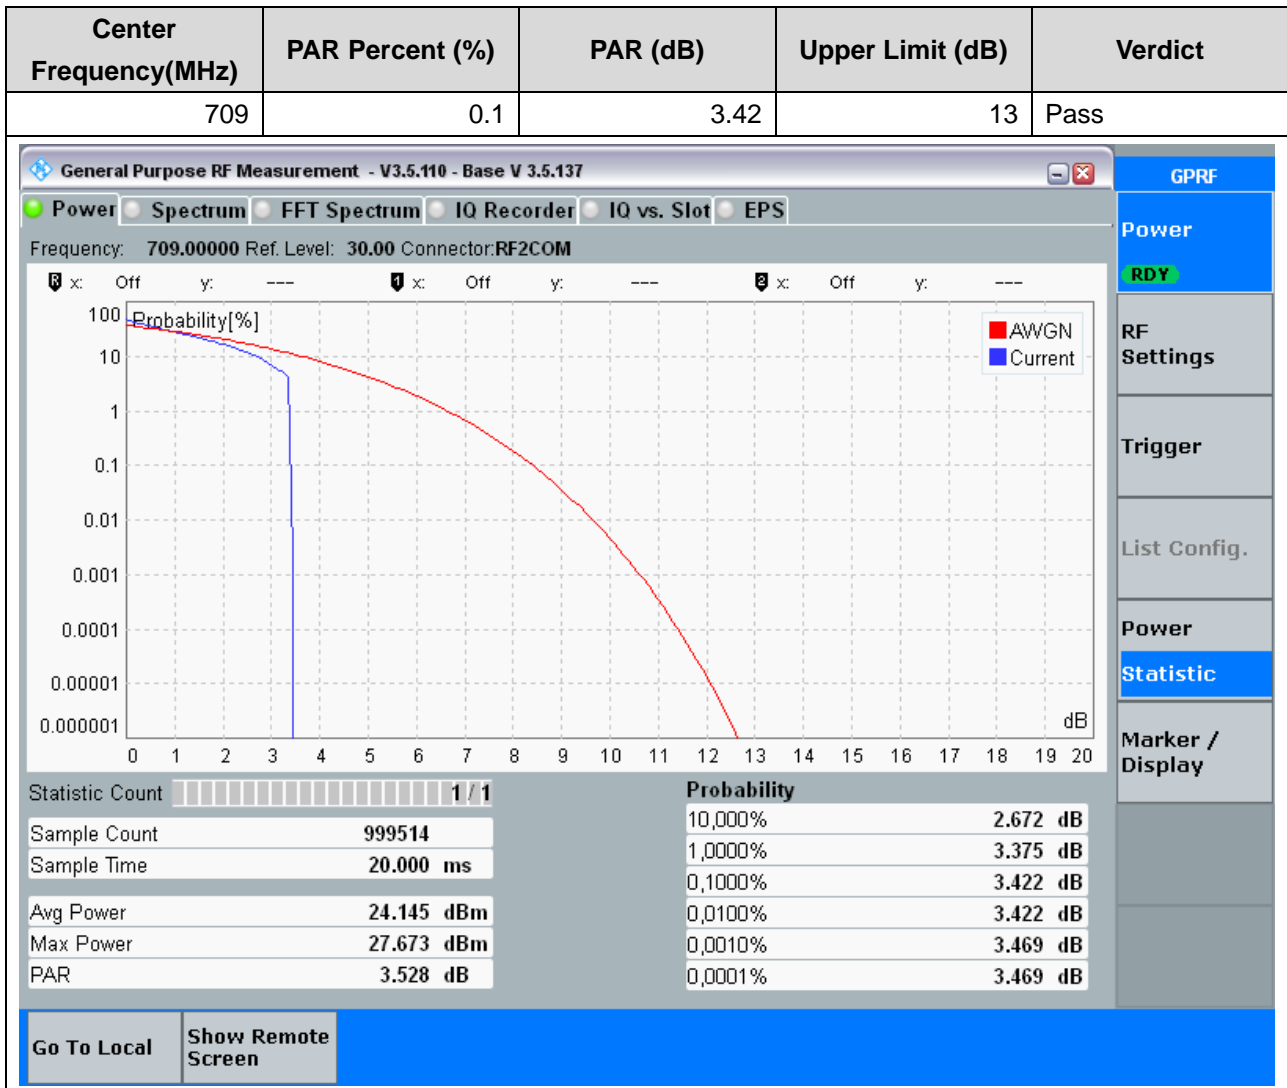 Center Frequency(MHz) PAR Percent (%) PAR (dB) Upper Limit (dB) Verdict
709 0.1 3.42 13 Pass
General Purpose RF Measurement - V3.5.110 - Base V 3.5.137
GPRF
Power Spectrum FFT Spectrum IQ Recorder IQ vs. Slot EPS
Frequency: 709.00000 Ref. Level: 30.00 Connector:RF2COM
R x: Off y: --- 1 x: Off y: --- 2 x: Off y: ---
Probability[%]
AWGN
Current
100
10
1
0.1
0.01
0.001
0.0001
0.00001
0.000001
dB
0 1 2 3 4 5 6 7 8 9 10 11 12 13 14 15 16 17 18 19 20
Statistic Count 1 / 1
Sample Count 999514
Sample Time 20.000 ms
Avg Power 24.145 dBm
Max Power 27.673 dBm
PAR 3.528 dB
Probability
10,000% 2.672 dB
1,0000% 3.375 dB
0,1000% 3.422 dB
0,0100% 3.422 dB
0,0010% 3.469 dB
0,0001% 3.469 dB
Power
RDY
RF
Settings
Trigger
List Config.
Power
Statistic
Marker /
Display
Go To Local
Show Remote
Screen